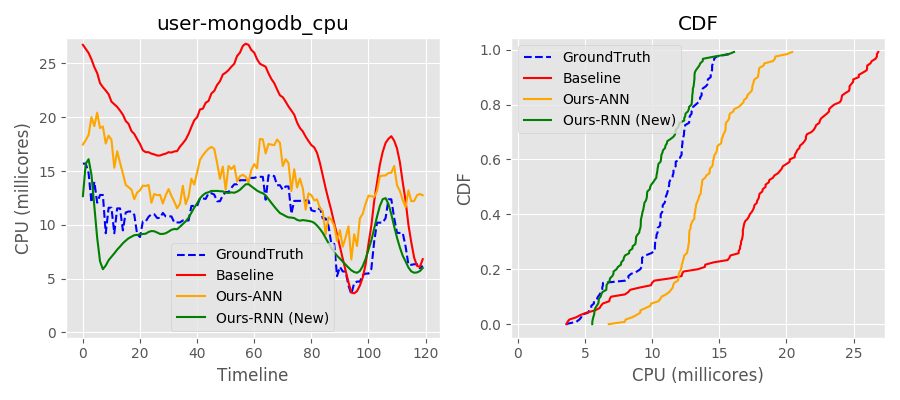 user-mongodb_cpu
CPU (millicores)
25
20
15
10
5
0
0
20
40
60
80
100
120
Timeline
GroundTruth
Baseline
Ours-ANN
Ours-RNN (New)
CDF
CDF
1.0
0.8
0.6
0.4
0.2
0.0
0
5
10
15
20
25
CPU (millicores)
GroundTruth
Baseline
Ours-ANN
Ours-RNN (New)